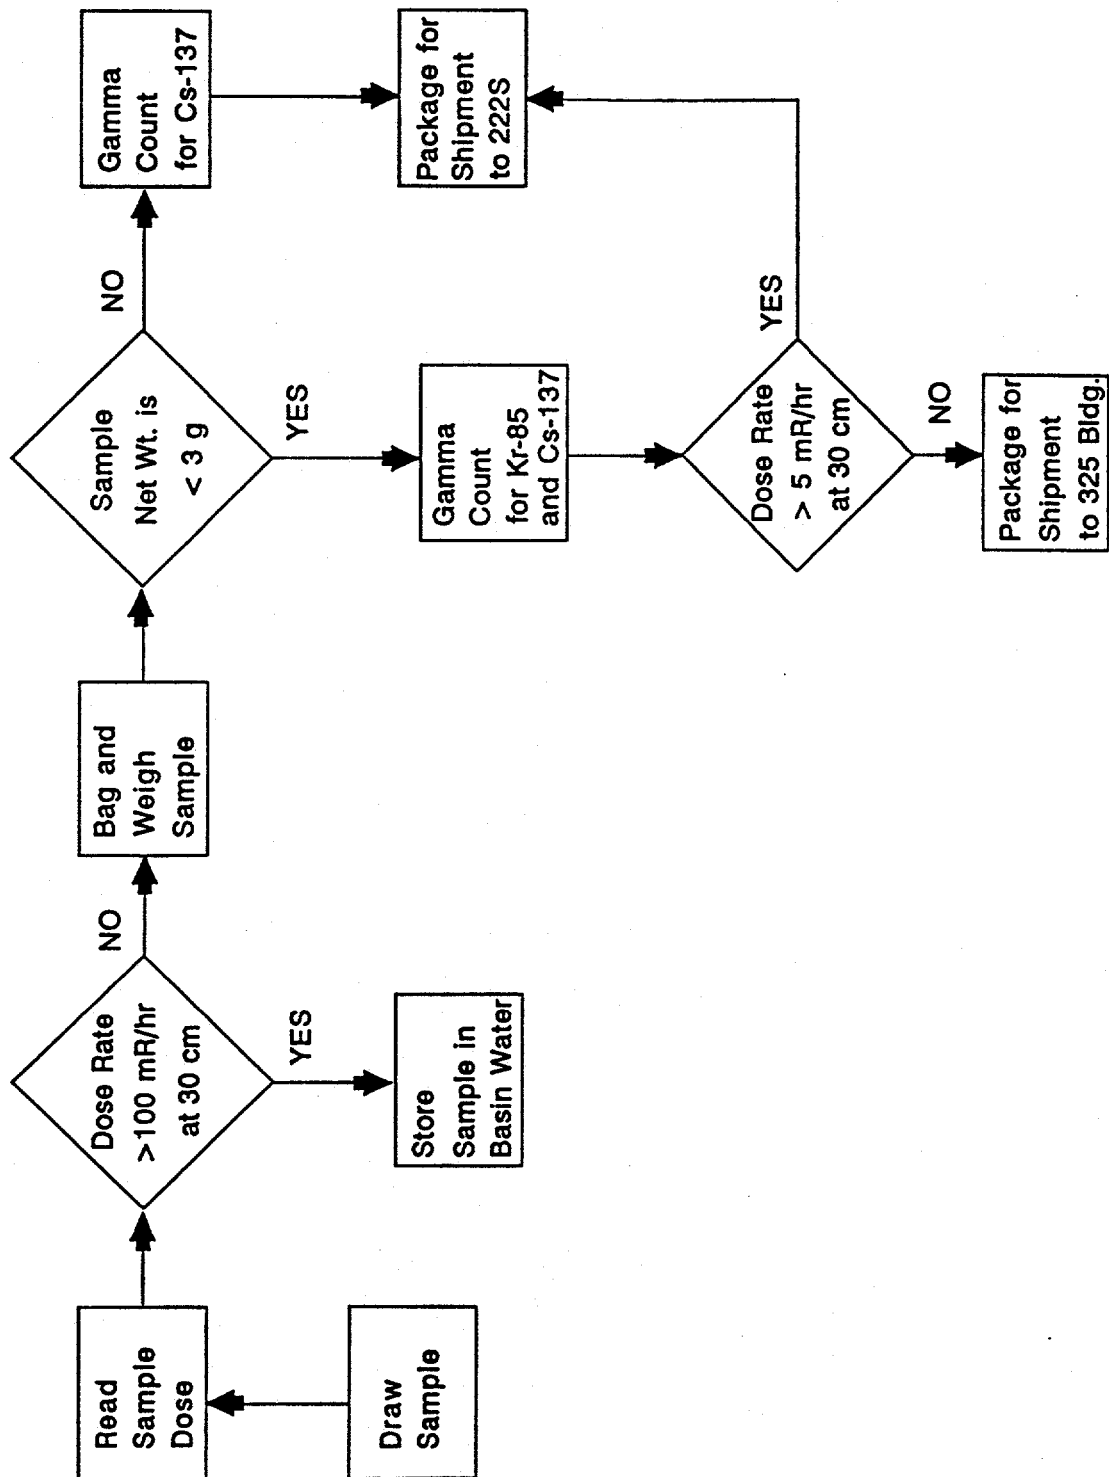 Draw
Sample
Read
Sample
Dose
Dose Rate
>100 mR/hr
at 30 cm
YES
Store
Sample in
Basin Water
NO
Bag and
Weigh
Sample
Sample
Net Wt. is
< 3 g
NO
Gamma
Count
for Cs-137
YES
Gamma
Count
for Kr-85
and Cs-137
Dose Rate
> 5 mR/hr
at 30 cm
YES
Package for
Shipment
to 222S
NO
Package for
Shipment
to 325 Bldg.